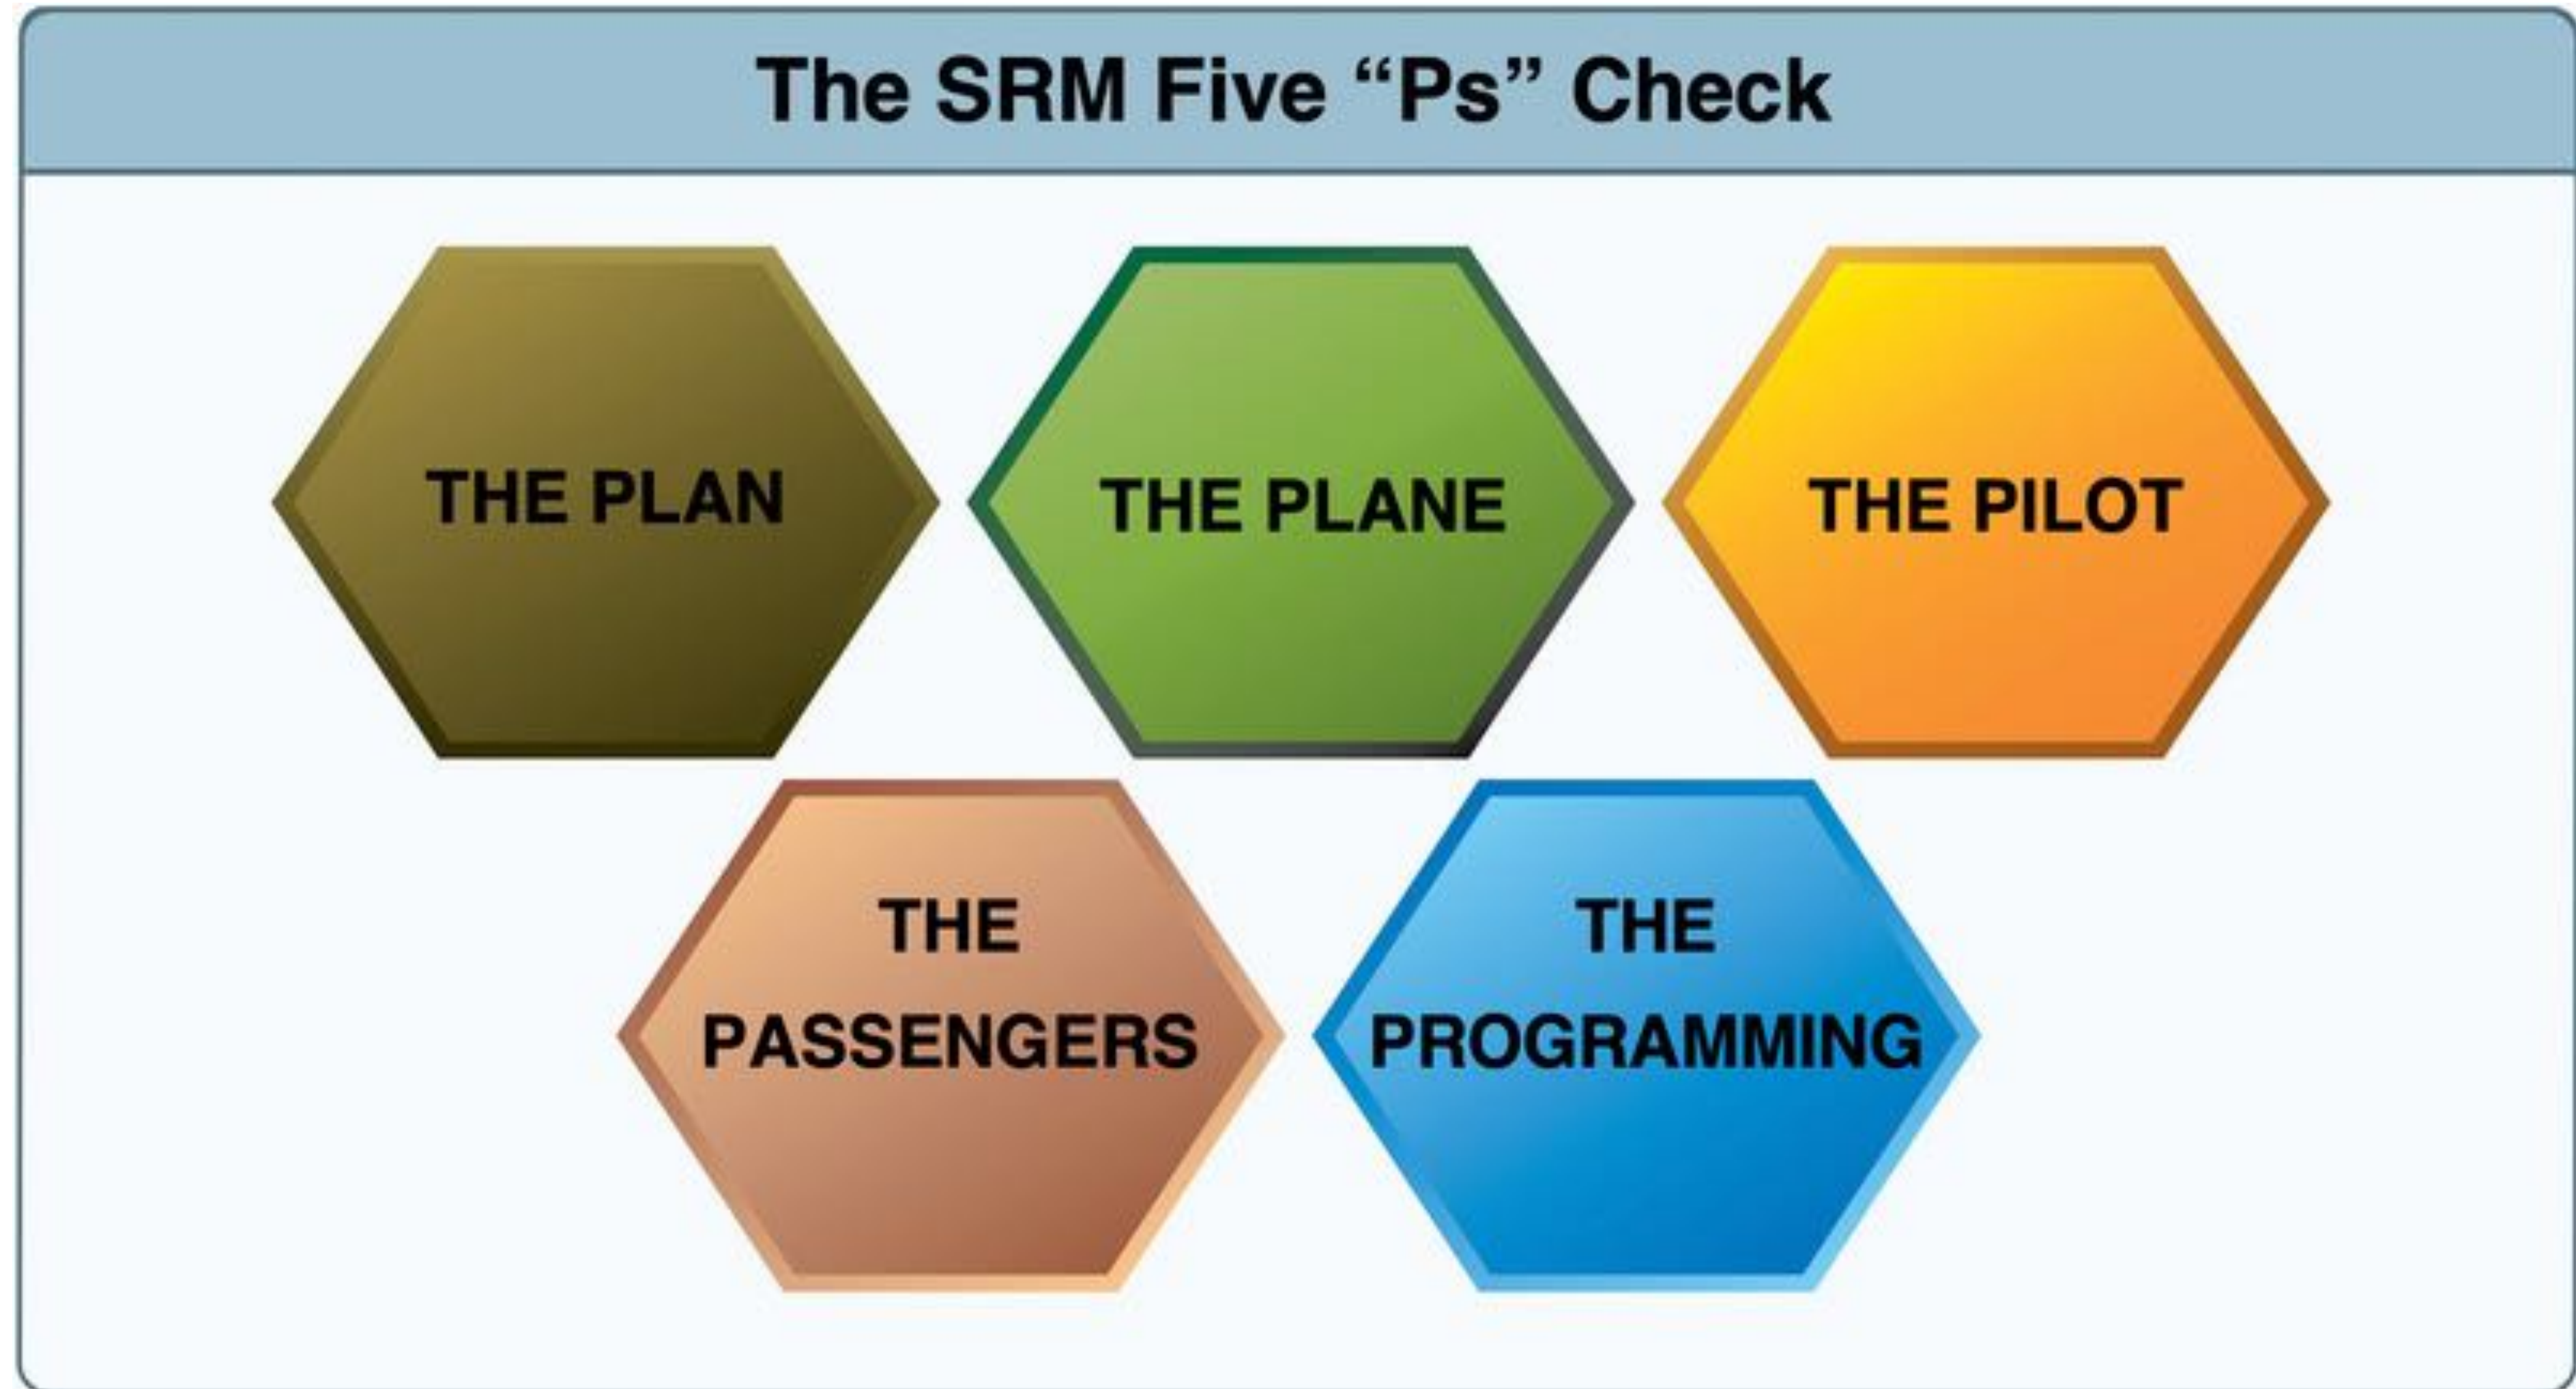 The SRM Five “Ps” Check
THE PLAN
THE PLANE
THE PILOT
THE
PASSENGERS
THE
PROGRAMMING